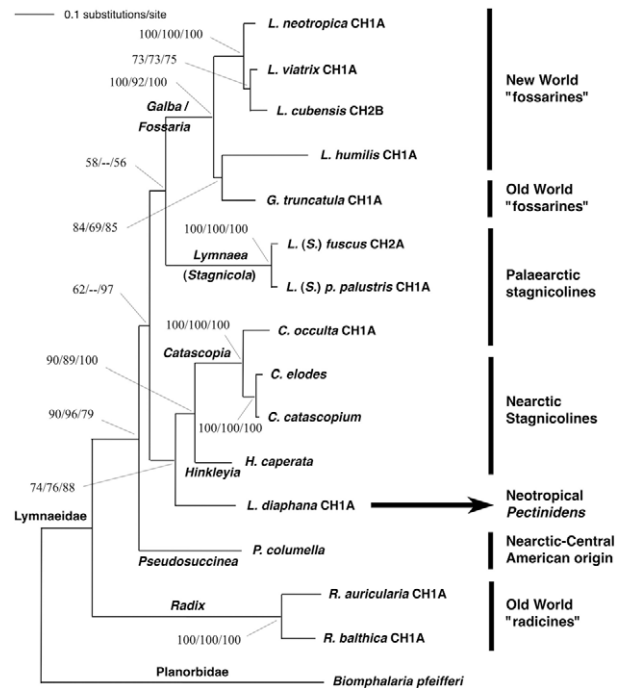 0.1 substitutions/site
L. neotropica CH1A
100/100/100
73/73/75
L. viatrix CH1A
100/92/100
New World
"fossarines"
Galba /
Fossaria
L. cubensis CH2B
L. humilis CH1A
58/--/56
Old World
"fossarines"
G. truncatula CH1A
84/69/85
100/100/100
L. (S.) fuscus CH2A
Lymnaea
(Stagnicola)
Palaearctic
stagnicolines
L. (S.) p. palustris CH1A
62/--/97
100/100/100
C. occulta CH1A
Catascopia
90/89/100
C. elodes
Nearctic
Stagnicolines
90/96/79
C. catascopium
100/100/100
H. caperata
Hinkleyia
74/76/88
L. diaphana CH1A
Neotropical
Pectinidens
Lymnaeidae
P. columella
Nearctic-Central
American origin
Pseudosuccinea
R. auricularia CH1A
Radix
Old World
"radicines"
100/100/100
R. balthica CH1A
Planorbidae
Biomphalaria pfeifferi